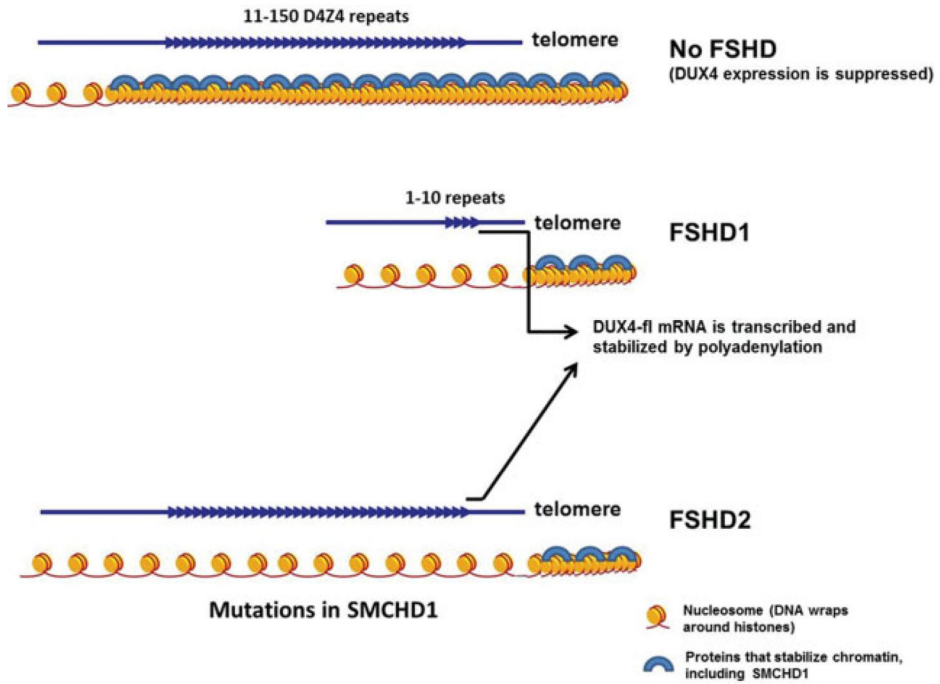 11-150 D4Z4 repeats
telomere
No FSHD
(DUX4 expression is suppressed)
1-10 repeats
telomere
FSHD1
DUX4-fl mRNA is transcribed and
stabilized by polyadenylation
telomere
FSHD2
Mutations in SMCHD1
Nucleosome (DNA wraps
around histones)
Proteins that stabilize chromatin,
including SMCHD1